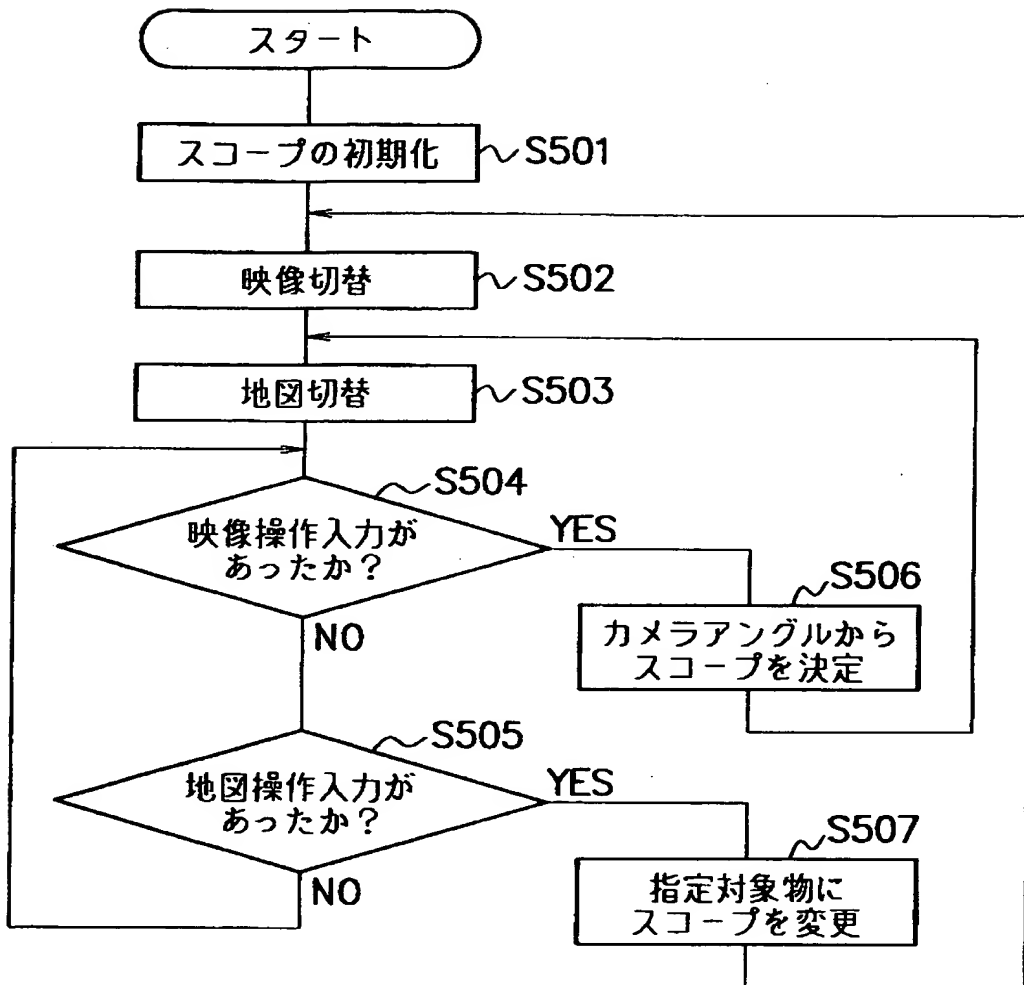 スタート
スコープの初期化
S501
映像切替
S502
地図切替
S503
S504
映像操作入力が
あったか?
YES
NO
S506
カメラアングルから
スコープを決定
S505
地図操作入力が
あったか?
YES
NO
S507
指定対象物に
スコープを変更